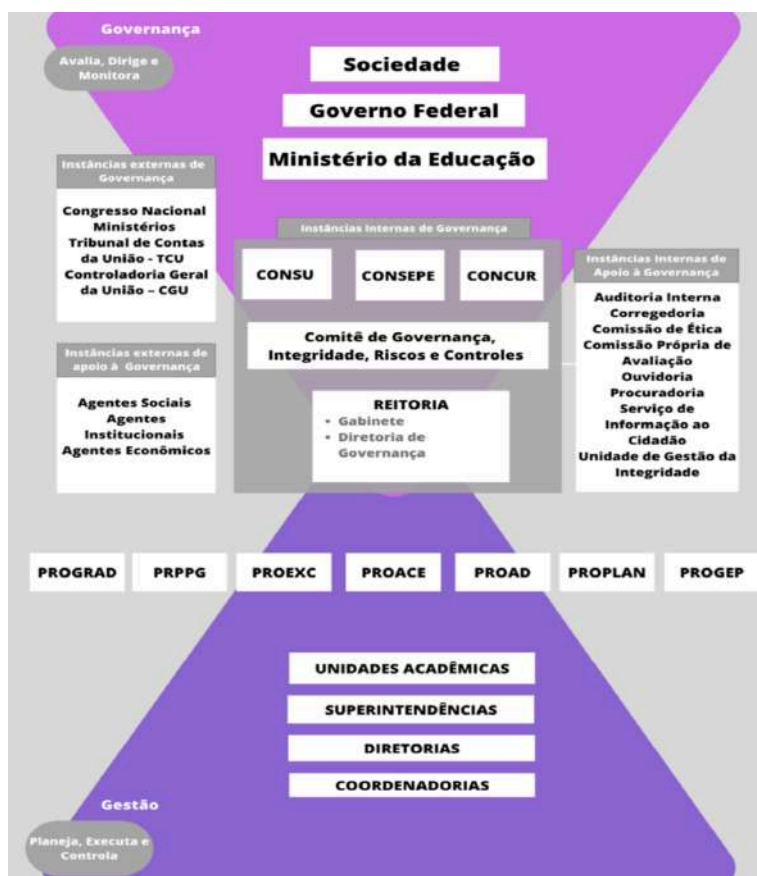 Governança
Avalia, Dirige e
Monitora
Sociedade
Governo Federal
Ministério da Educação
Instâncias externas de
Governança
Congresso Nacional
Ministérios
Tribunal de Contas
da União - TCU
Controladoria Geral
da União – CGU
Instâncias Internas de Governança
CONSU
CONSEPE
CONCUR
Comitê de Governança,
Integridade, Riscos e Controles
REITORIA
• Gabinete
• Diretoria de
Governança
Instâncias Internas de
Apoio à Governança
Auditoria Interna
Corregedoria
Comissão de Ética
Comissão Própria de
Avaliação
Ouvidoria
Procuradoria
Serviço de
Informação ao
Cidadão
Unidade de Gestão da
Integridade
Instâncias externas de
apoio à Governança
Agentes Sociais
Agentes
Institucionais
Agentes Econômicos
PROGRAD
PRPPG
PROEXC
PROACE
PROAD
PROPLAN
PROGEP
UNIDADES ACADÊMICAS
SUPERINTENDÊNCIAS
DIRETORIAS
COORDENADORIAS
Gestão
Planeja, Executa e
Controla